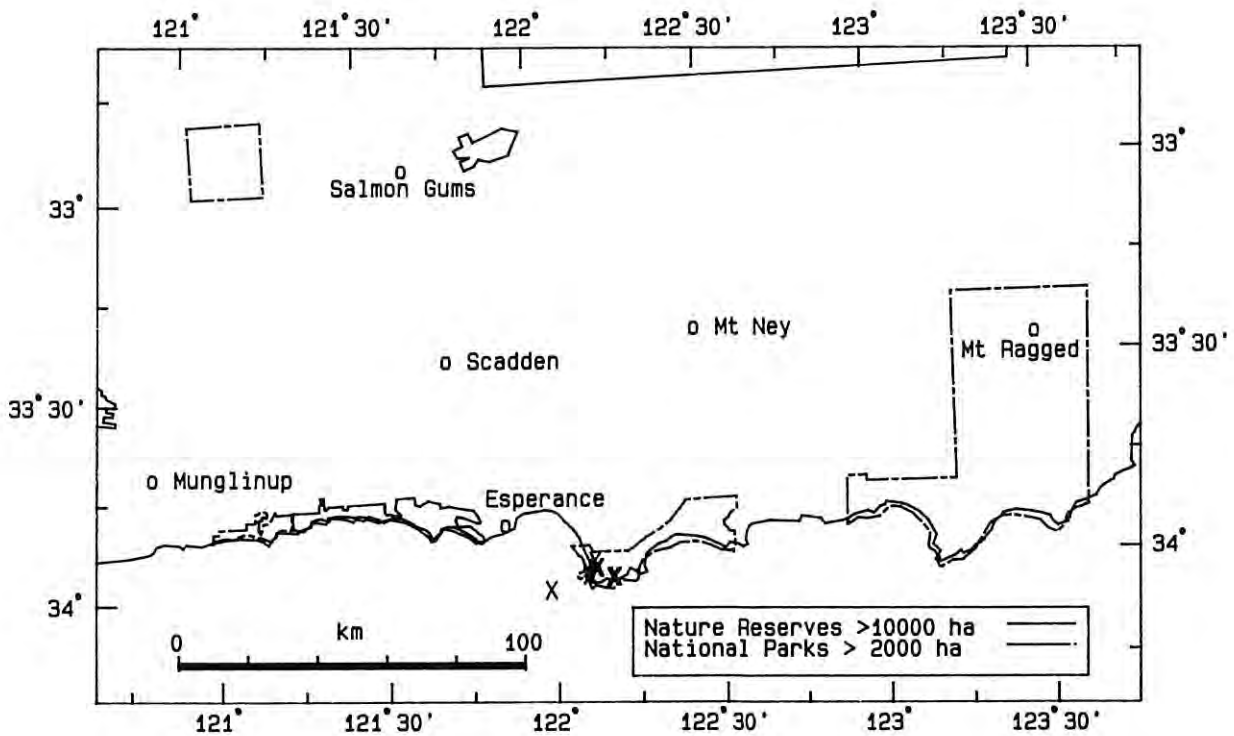 121° 121°30' 122° 122°30' 123° 123°30'
33°
Salmon Gums
33°
Mt Ney
Mt Ragged
33°30'
Scadden
33°30'
Munglinup
Esperance
34°
X
X X
34°
0 km 100
Nature Reserves >10000 ha
National Parks > 2000 ha
121° 121°30' 122° 122°30' 123° 123°30'